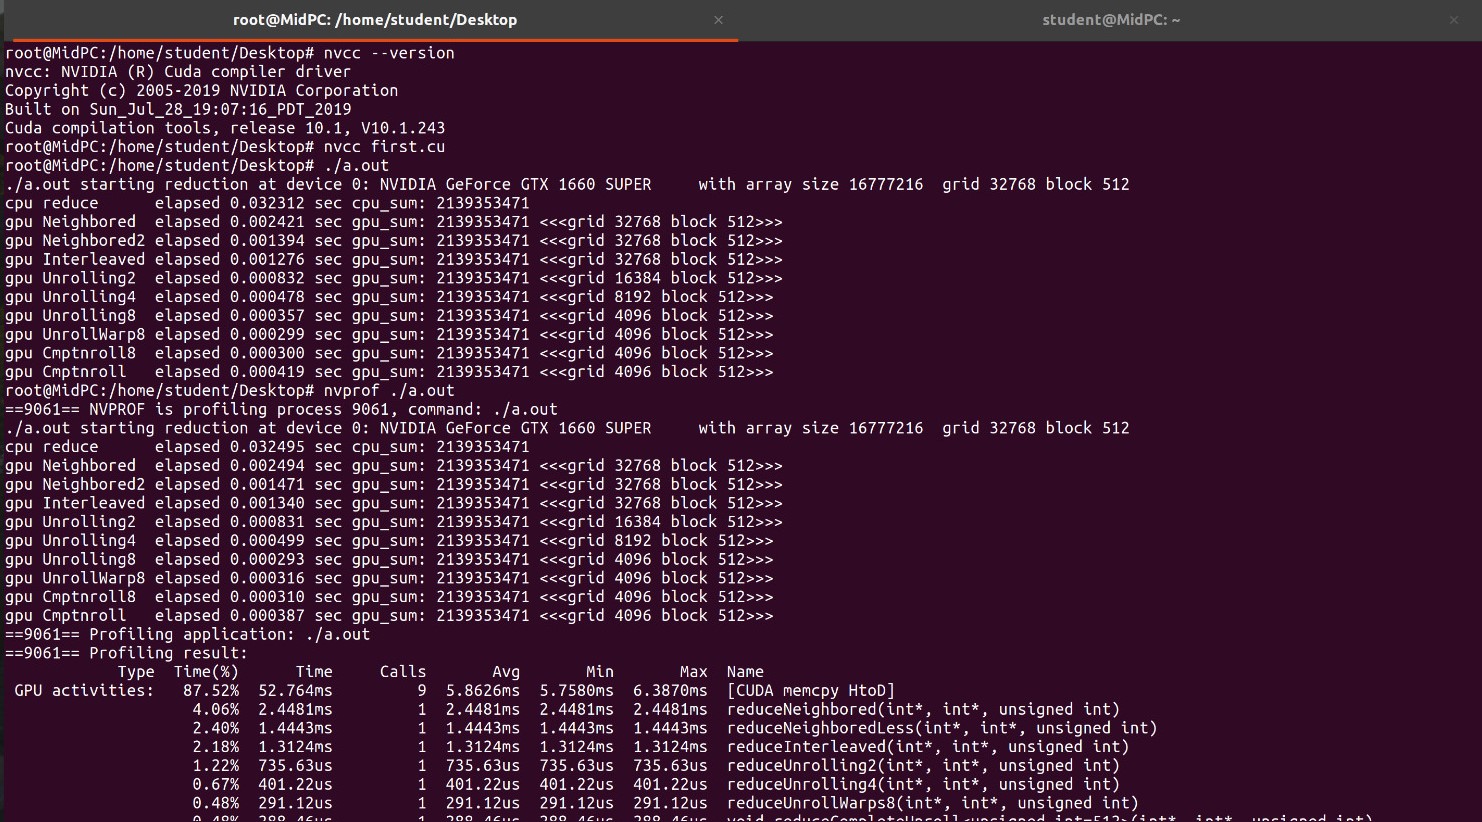 root@MidPC: /home/student/Desktop × student@MidPC: ~ ×
root@MidPC:/home/student/Desktop# nvcc --version
nvcc: NVIDIA (R) Cuda compiler driver
Copyright (c) 2005-2019 NVIDIA Corporation
Built on Sun_Jul_28_19:07:16_PDT_2019
Cuda compilation tools, release 10.1, V10.1.243
root@MidPC:/home/student/Desktop# nvcc first.cu
root@MidPC:/home/student/Desktop# ./a.out
./a.out starting reduction at device 0: NVIDIA GeForce GTX 1660 SUPER     with array size 16777216  grid 32768 block 512
cpu reduce      elapsed 0.032312 sec cpu_sum: 2139353471
gpu Neighbored  elapsed 0.002421 sec gpu_sum: 2139353471 <<<grid 32768 block 512>>>
gpu Neighbored2 elapsed 0.001394 sec gpu_sum: 2139353471 <<<grid 32768 block 512>>>
gpu Interleaved elapsed 0.001276 sec gpu_sum: 2139353471 <<<grid 32768 block 512>>>
gpu Unrolling2  elapsed 0.000832 sec gpu_sum: 2139353471 <<<grid 16384 block 512>>>
gpu Unrolling4  elapsed 0.000478 sec gpu_sum: 2139353471 <<<grid 8192 block 512>>>
gpu Unrolling8  elapsed 0.000357 sec gpu_sum: 2139353471 <<<grid 4096 block 512>>>
gpu UnrollWarp8 elapsed 0.000299 sec gpu_sum: 2139353471 <<<grid 4096 block 512>>>
gpu Cmptnroll8  elapsed 0.000300 sec gpu_sum: 2139353471 <<<grid 4096 block 512>>>
gpu Cmptnroll   elapsed 0.000419 sec gpu_sum: 2139353471 <<<grid 4096 block 512>>>
root@MidPC:/home/student/Desktop# nvprof ./a.out
==9061== NVPROF is profiling process 9061, command: ./a.out
./a.out starting reduction at device 0: NVIDIA GeForce GTX 1660 SUPER     with array size 16777216  grid 32768 block 512
cpu reduce      elapsed 0.032495 sec cpu_sum: 2139353471
gpu Neighbored  elapsed 0.002494 sec gpu_sum: 2139353471 <<<grid 32768 block 512>>>
gpu Neighbored2 elapsed 0.001471 sec gpu_sum: 2139353471 <<<grid 32768 block 512>>>
gpu Interleaved elapsed 0.001340 sec gpu_sum: 2139353471 <<<grid 32768 block 512>>>
gpu Unrolling2  elapsed 0.000831 sec gpu_sum: 2139353471 <<<grid 16384 block 512>>>
gpu Unrolling4  elapsed 0.000499 sec gpu_sum: 2139353471 <<<grid 8192 block 512>>>
gpu Unrolling8  elapsed 0.000293 sec gpu_sum: 2139353471 <<<grid 4096 block 512>>>
gpu UnrollWarp8 elapsed 0.000316 sec gpu_sum: 2139353471 <<<grid 4096 block 512>>>
gpu Cmptnroll8  elapsed 0.000310 sec gpu_sum: 2139353471 <<<grid 4096 block 512>>>
gpu Cmptnroll   elapsed 0.000387 sec gpu_sum: 2139353471 <<<grid 4096 block 512>>>
==9061== Profiling application: ./a.out
==9061== Profiling result:
            Type  Time(%)      Time     Calls       Avg       Min       Max  Name
 GPU activities:   87.52%  52.764ms         9  5.8626ms  5.7580ms  6.3870ms  [CUDA memcpy HtoD]
                    4.06%  2.4481ms         1  2.4481ms  2.4481ms  2.4481ms  reduceNeighbored(int*, int*, unsigned int)
                    2.40%  1.4443ms         1  1.4443ms  1.4443ms  1.4443ms  reduceNeighboredLess(int*, int*, unsigned int)
                    2.18%  1.3124ms         1  1.3124ms  1.3124ms  1.3124ms  reduceInterleaved(int*, int*, unsigned int)
                    1.22%  735.63us         1  735.63us  735.63us  735.63us  reduceUnrolling2(int*, int*, unsigned int)
                    0.67%  401.22us         1  401.22us  401.22us  401.22us  reduceUnrolling4(int*, int*, unsigned int)
                    0.48%  291.12us         1  291.12us  291.12us  291.12us  reduceUnrollWarps8(int*, int*, unsigned int)
                    0.48%  288.46us         1  288.46us  288.46us  288.46us  void reduceCompleteUnroll<unsigned int=512>(int*, int*, unsigned int)